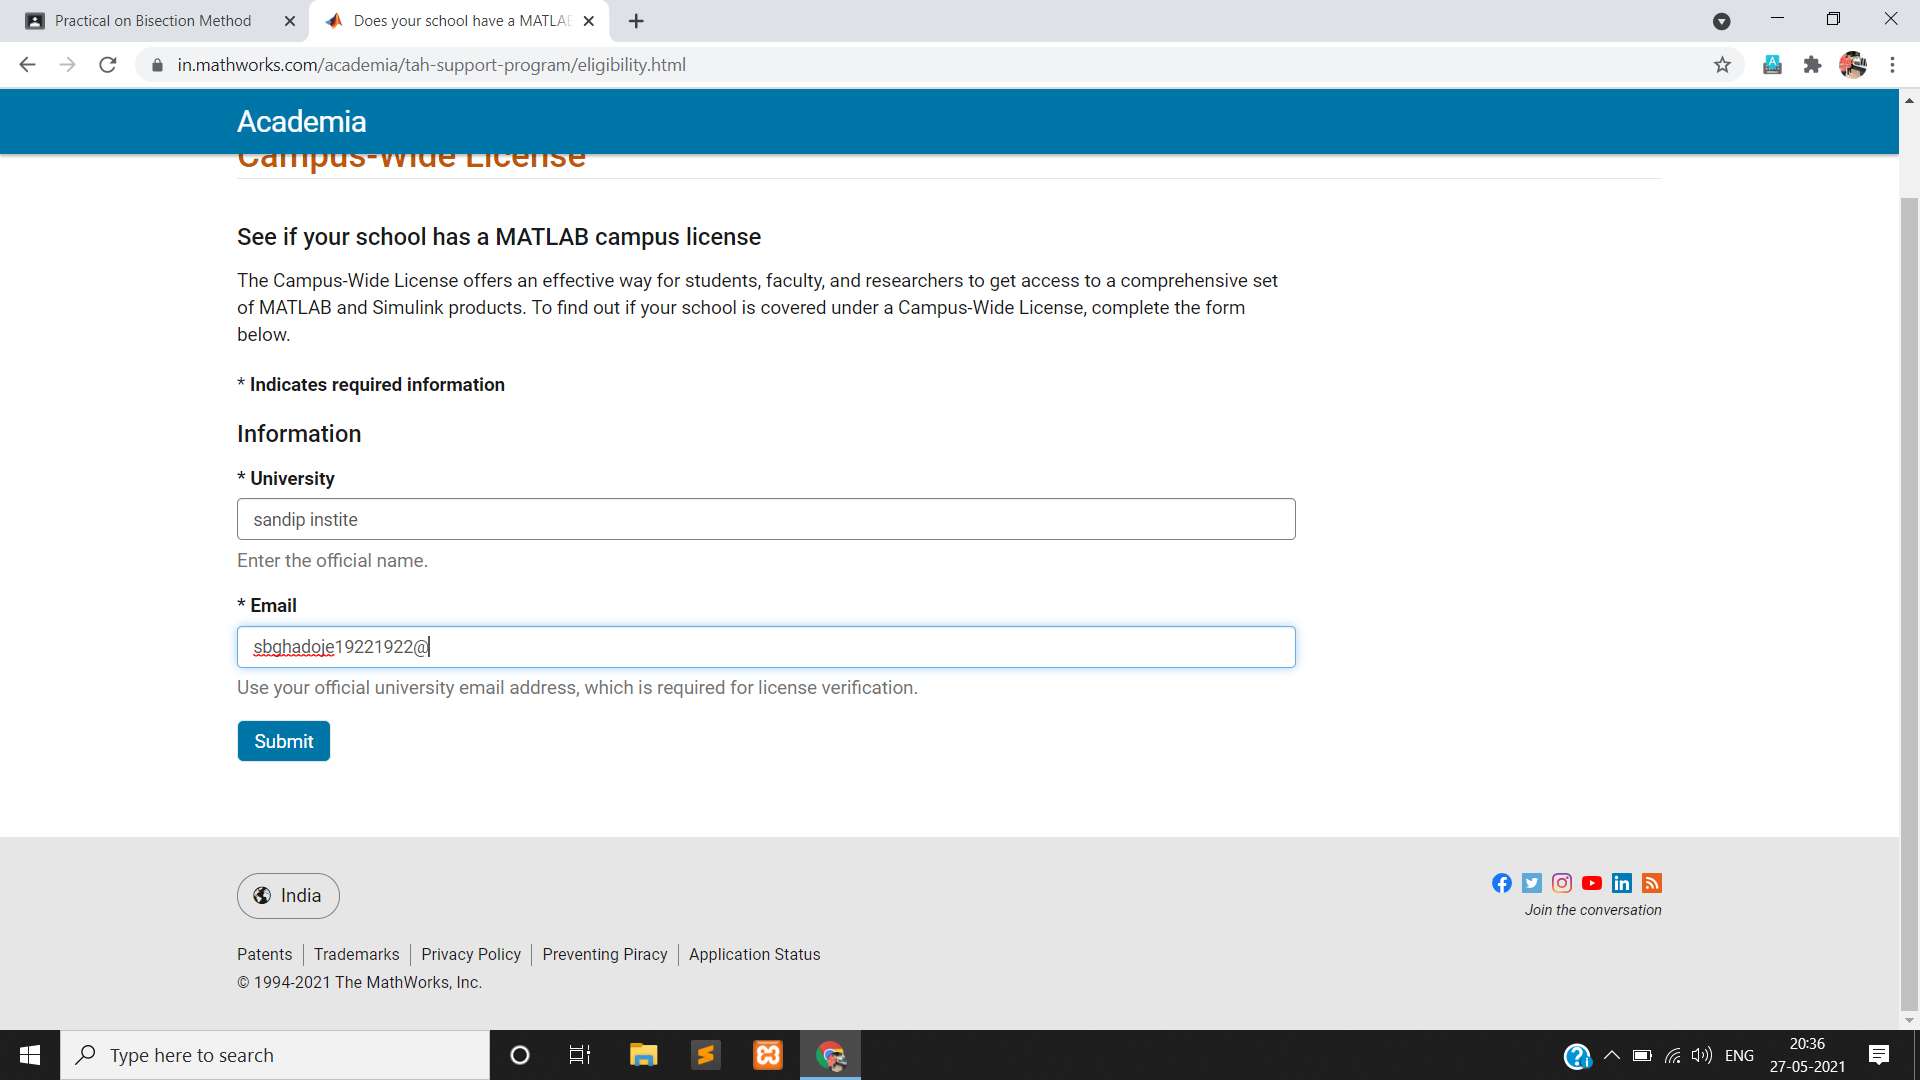 Practical on Bisection Method
Does your school have a MATLA
in.mathworks.com/academia/tah-support-program/eligibility.html
Academia
Campus-Wide License
See if your school has a MATLAB campus license
The Campus-Wide License offers an effective way for students, faculty, and researchers to get access to a comprehensive set
of MATLAB and Simulink products. To find out if your school is covered under a Campus-Wide License, complete the form
below.
* Indicates required information
Information
* University
sandip instite
Enter the official name.
* Email
sbghadoje19221922@
Use your official university email address, which is required for license verification.
Submit
India
Join the conversation
Patents Trademarks Privacy Policy Preventing Piracy Application Status
© 1994-2021 The MathWorks, Inc.
Type here to search
ENG
20:36
27-05-2021